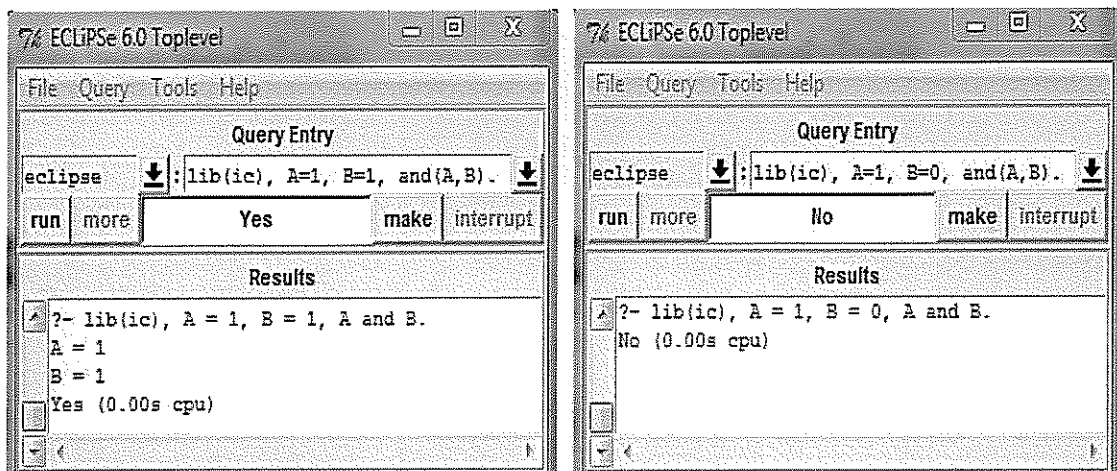 7% ECLiPSe 6.0 Toplevel
File Query Tools Help
Query Entry
eclipse : lib(ic), A=1, B=1, and(A,B).
run more Yes make interrupt
Results
?- lib(ic), A = 1, B = 1, A and B.
A = 1
B = 1
Yes (0.00s cpu)
7% ECLiPSe 6.0 Toplevel
File Query Tools Help
Query Entry
eclipse : lib(ic), A=1, B=0, and(A,B).
run more No make interrupt
Results
?- lib(ic), A = 1, B = 0, A and B.
No (0.00s cpu)